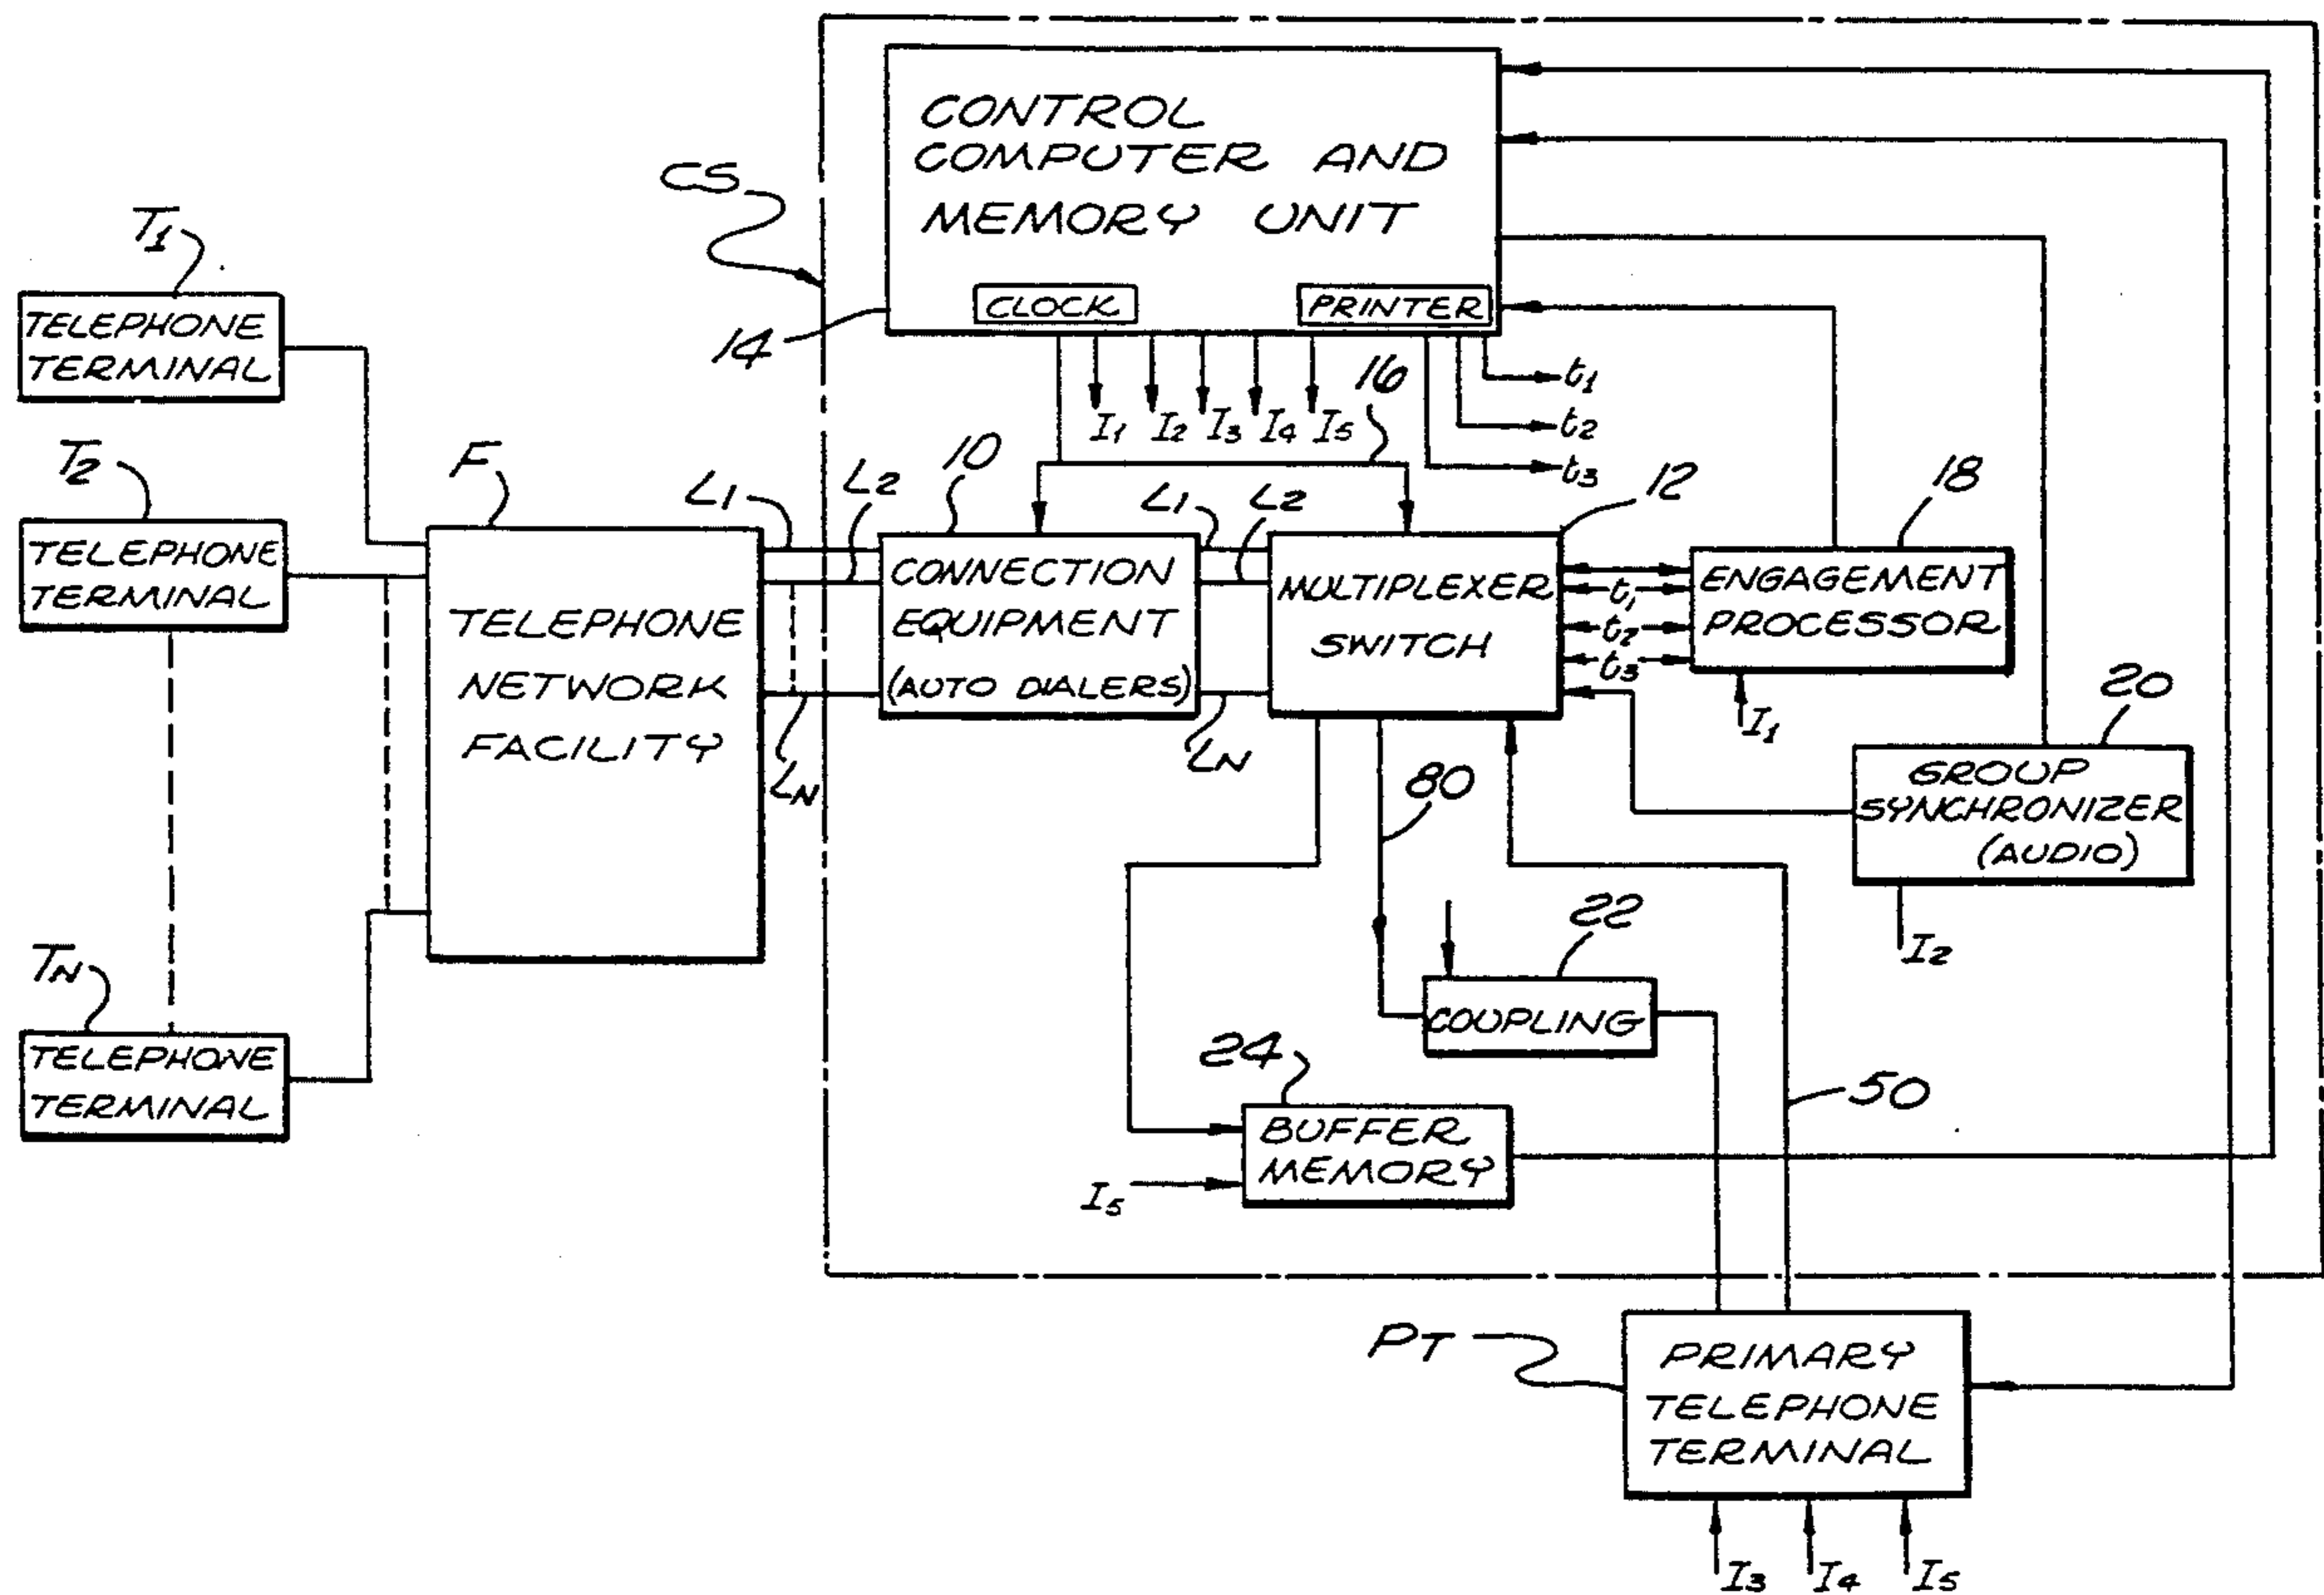 CONTROL
COMPUTER AND
MEMORY UNIT
CLOCK
PRINTER
CS
14
16
I1
I2
I3
I4
I5
t1
t2
t3
T1
TELEPHONE
TERMINAL
T2
TELEPHONE
TERMINAL
TN
TELEPHONE
TERMINAL
F
TELEPHONE
NETWORK
FACILITY
L1
L2
LN
10
CONNECTION
EQUIPMENT
(AUTO DIALERS)
L1
L2
LN
12
MULTIPLEXER
SWITCH
t1
t2
t3
18
ENGAGEMENT
PROCESSOR
I1
20
GROUP
SYNCHRONIZER
(AUDIO)
I2
80
22
COUPLING
24
BUFFER
MEMORY
I5
50
PT
PRIMARY
TELEPHONE
TERMINAL
I3
I4
I5